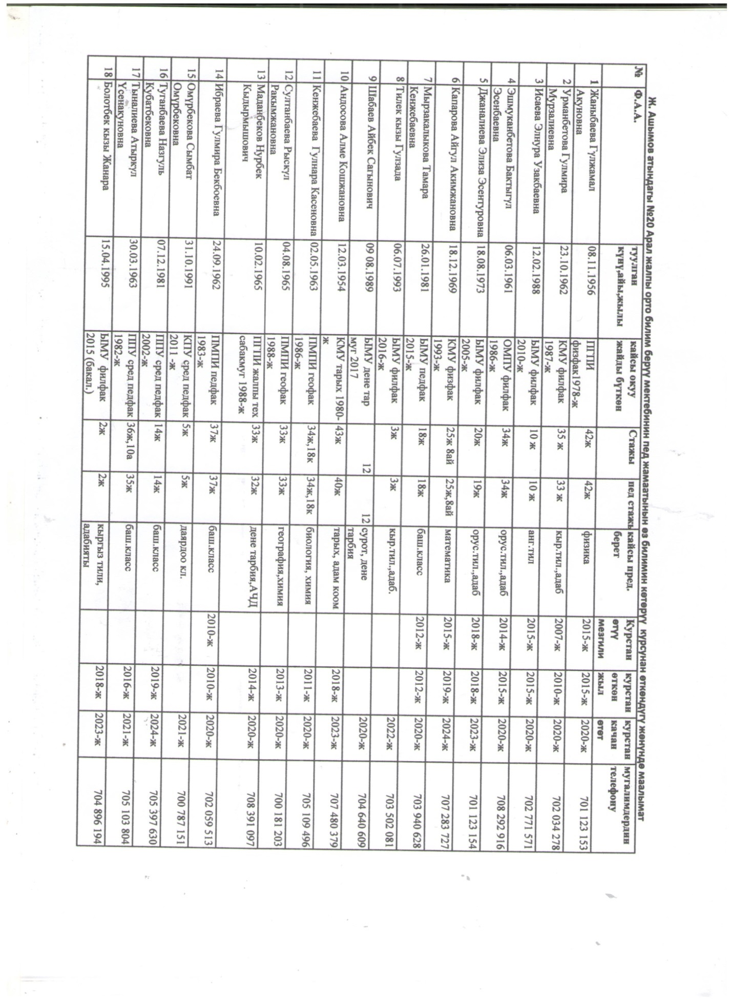 Ж. Ашымов атындагы №20 Арал жалпы орто билим берүү мектебинин пед жамаатынын өз билимин көтөрүү курсунан өткөндүгү жөнүндө маалымат
№ Ф.А.А. туулган күнү,айы,жылы кайсы окуу жайды бүткөн Стажы пед стажы кайсы пред. берет Курстан өтүү мезгили курстан өткөн жыл курстан качан өтөт мугалимдердин телефону
1 Жаныбаева Гүлжамал Акуновна 08.11.1956 ПГПИ физфак1978-ж 42ж 42ж физика 2015-ж 2015-ж 2020-ж 701 123 153
2 Урманбетова Гулмира Мурзалиевна 23.10.1962 КМУ филфак 1987-ж 35 ж 33 ж кыр.тил.,адаб 2007-ж 2010-ж 2020-ж 702 034 278
3 Исаева Элнура Узакбаевна 12.02.1988 ЫМУ филфак 2010-ж 10 ж 10 ж анг.тил 2015-ж 2015-ж 2020-ж 702 771 571
4 Эшмуканбетова Бактыгүл Эсенбаевна 06.03.1961 ОМПУ филфак 1986-ж 34ж 34ж орус.тил.,адаб 2014-ж 2015-ж 2020-ж 708 292 916
5 Джаналиева Элиза Эсентуровна 18.08.1973 ЫМУ филфак 2005-ж 20ж 19ж орус.тил.,адаб 2018-ж 2018-ж 2023-ж 701 123 154
6 Капарова Айгул Акимжановна 18.12.1969 КМУ физфак 1993-ж 25ж 8ай 25ж,8ай математика 2015-ж 2019-ж 2024-ж 707 283 727
7 Мырзакалыкова Тамара Кенжебаевна 26.01.1981 ЫМУ педфак 2015-ж 18ж 18ж баш.класс 2012-ж 2012-ж 2020-ж 703 940 628
8 Тилек кызы Гулзада 06.07.1993 ЫМУ филфак 2016-ж 3ж 3ж кыр.тил.,адаб. 2022-ж 703 502 081
9 Шабаев Айбек Сагынович 09 08.1989 ЫМУ дене тар муг 2017 12 12 сурот, дене тарбия 2020-ж 704 640 609
10 Андосова Алме Кошжановна 12.03.1954 КМУ тарых 1980-ж 43ж 40ж тарых, адам коом 2018-ж 2023-ж 707 480 379
11 Кенжебаева Гулнара Касеновна 02.05.1963 ПМПИ геофак 1986-ж 34ж,18к 34ж,18к биология, химия 2011-ж 2020-ж 705 109 496
12 Султанбаева Рыскүл Ракымжановна 04.08.1965 ПМПИ геофак 1988-ж 33ж 33ж география,химия 2013-ж 2020-ж 700 181 203
13 Маданбеков Нурбек Кыдырмышович 10.02.1965 ПГПИ жалпы тех сабакмуг 1988-ж 33ж 32ж дене тарбия,АЧД 2014-ж 2020-ж 708 391 097
14 Ибраева Гулмира Бекбоевна 24.09.1962 ПМПИ педфак 1983-ж 37ж 37ж баш.класс 2010-ж 2010-ж 2020-ж 702 059 513
15 Омурбекова Сымбат Омурбековна 31.10.1991 КПУ сред педфак 2011 -ж 5ж 5ж даярдоо кл. 2021-ж 700 787 151
16 Туганбаева Назгуль Кубатбековна 07.12.1981 ППУ сред педфак 2002-ж 14ж 14ж баш.класс 2019-ж 2024-ж 705 397 630
17 Тыналиева Атыркүл Үсенакуновна 30.03.1963 ППУ сред педфак 1982-ж 36ж,10а 35ж баш.класс 2016-ж 2021-ж 705 103 804
18 Болотбек кызы Жанара 15.04.1995 ЫМУ филфак 2015 (бакал.) 2ж 2ж кыргыз тили, адабияты 2018-ж 2023-ж 704 896 194